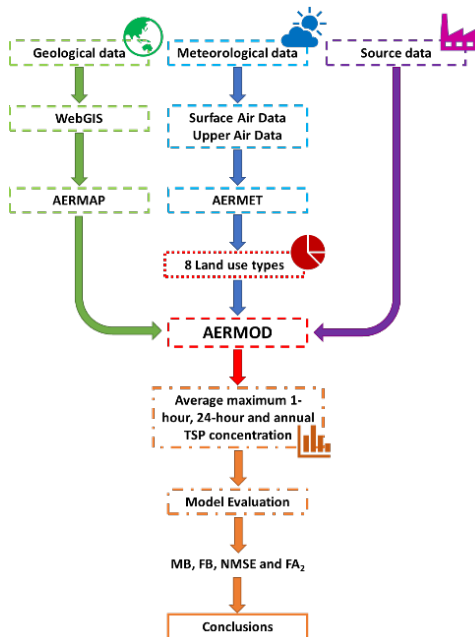 Geological data
Meteorological data
Source data
WebGIS
Surface Air Data
Upper Air Data
AERMAP
AERMET
8 Land use types
AERMOD
Average maximum 1-
hour, 24-hour and annual
TSP concentration
Model Evaluation
MB, FB, NMSE and FA₂
Conclusions